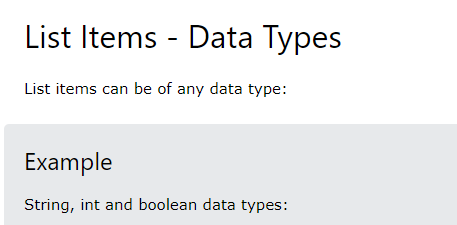 List Items - Data Types
List items can be of any data type:
Example
String, int and boolean data types: